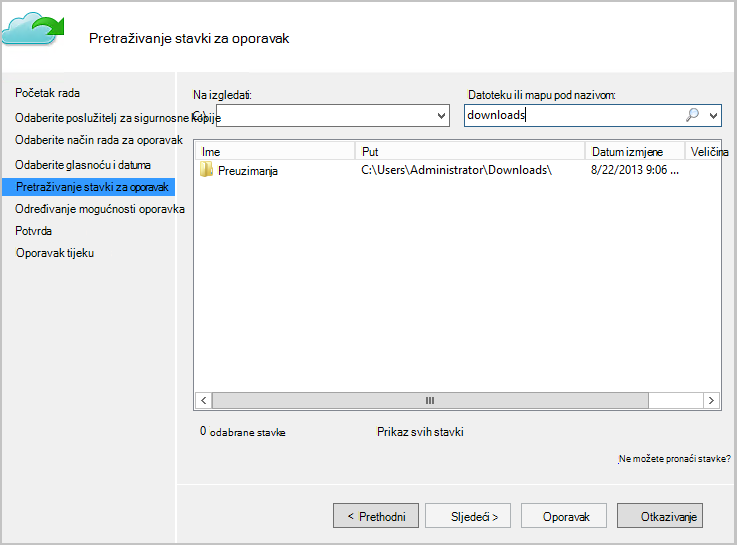 Pretraživanje stavki za oporavak
Početak rada
Odaberite poslužitelj za sigurnosne kopije
Odaberite način rada za oporavak
Odaberite glasnoću i datuma
Pretraživanje stavki za oporavak
Određivanje mogućnosti oporavka
Potvrda
Oporavak tijeku
Na izgledati:
Datoteku ili mapu pod nazivom:
C:\
downloads
Ime Put Datum izmjene Veličina
Preuzimanja C:\Users\Administrator\Downloads\ 8/22/2013 9:06 ...
0 odabrane stavke
Prikaz svih stavki
Ne možete pronaći stavke?
< Prethodni
Sljedeći >
Oporavak
Otkazivanje